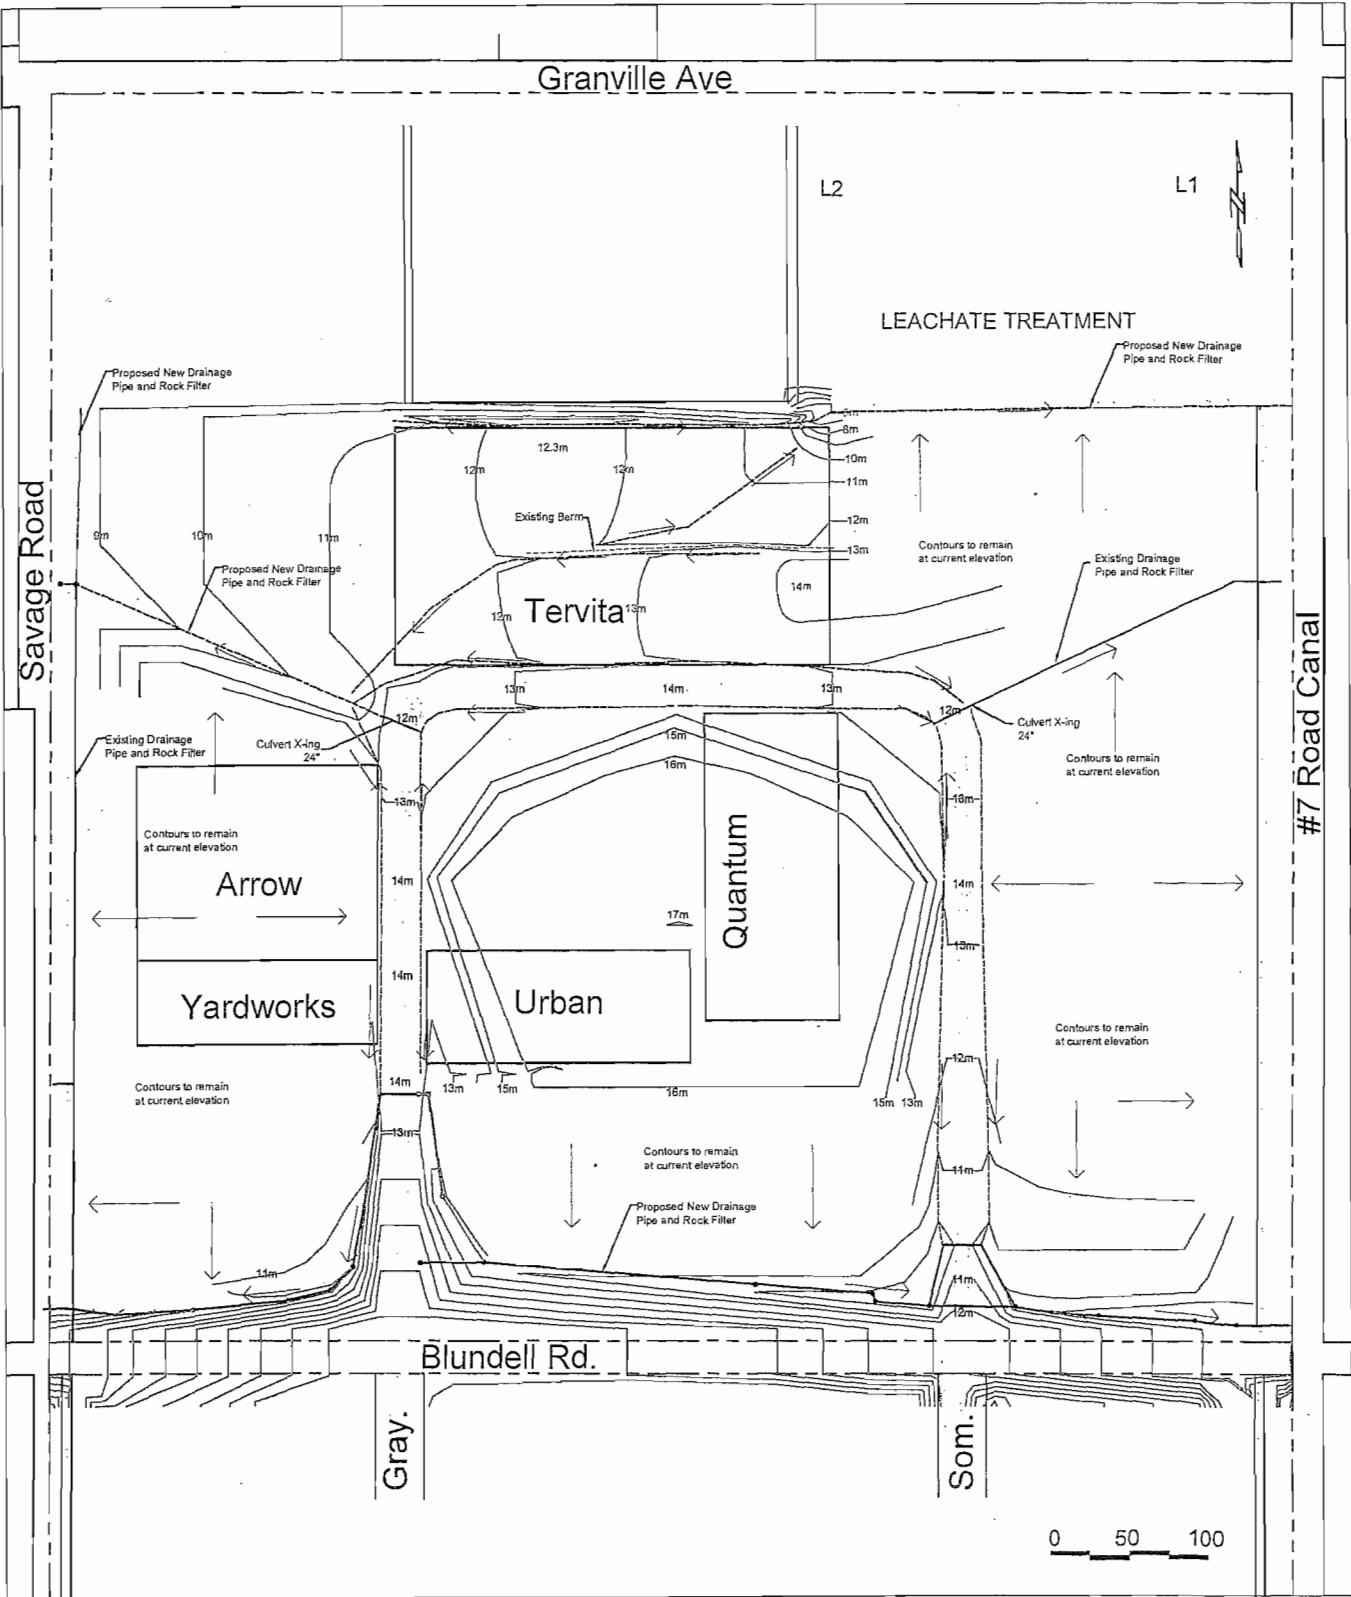 Granville Ave
L2
L1
LEACHATE TREATMENT
Proposed New Drainage
Pipe and Rock Filter
Proposed New Drainage
Pipe and Rock Filter
8m
12.3m
12m
12m
10m
11m
Existing Berm
12m
13m
9m
10m
11m
Contours to remain
at current elevation
Existing Drainage
Pipe and Rock Filter
Proposed New Drainage
Pipe and Rock Filter
14m
Savage Road
12m
Tervita
13m
#7 Road Canal
13m
14m
13m
12m
12m
Culvert X-ing
24"
Culvert X-ing
24"
Existing Drainage
Pipe and Rock Filter
15m
16m
Contours to remain
at current elevation
13m
13m
Contours to remain
at current elevation
Arrow
14m
Quantum
14m
17m
13m
14m
Yardworks
Urban
Contours to remain
at current elevation
12m
14m
13m
15m
16m
15m
13m
Contours to remain
at current elevation
13m
Contours to remain
at current elevation
11m
Proposed New Drainage
Pipe and Rock Filter
11m
11m
12m
Blundell Rd.
Gray.
Som.
0 50 100